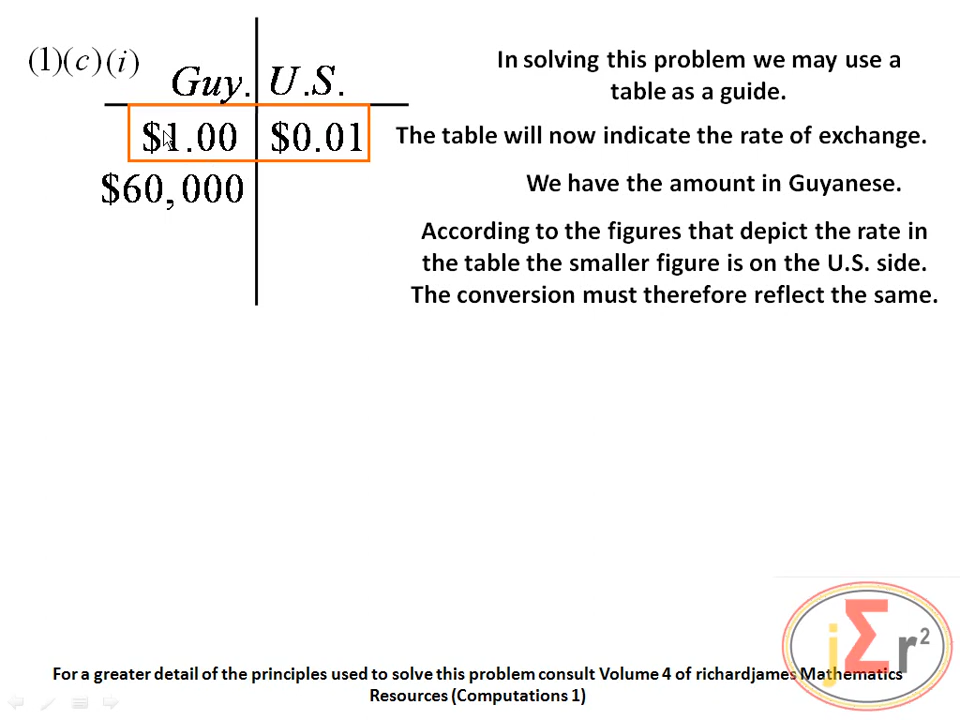 (1)(c)(i)
Guy. U.S.
$1.00 $0.01
$60,000
In solving this problem we may use a
table as a guide.
The table will now indicate the rate of exchange.
We have the amount in Guyanese.
According to the figures that depict the rate in
the table the smaller figure is on the U.S. side.
The conversion must therefore reflect the same.
For a greater detail of the principles used to solve this problem consult Volume 4 of richardjames Mathematics
Resources (Computations 1)
jΣr²